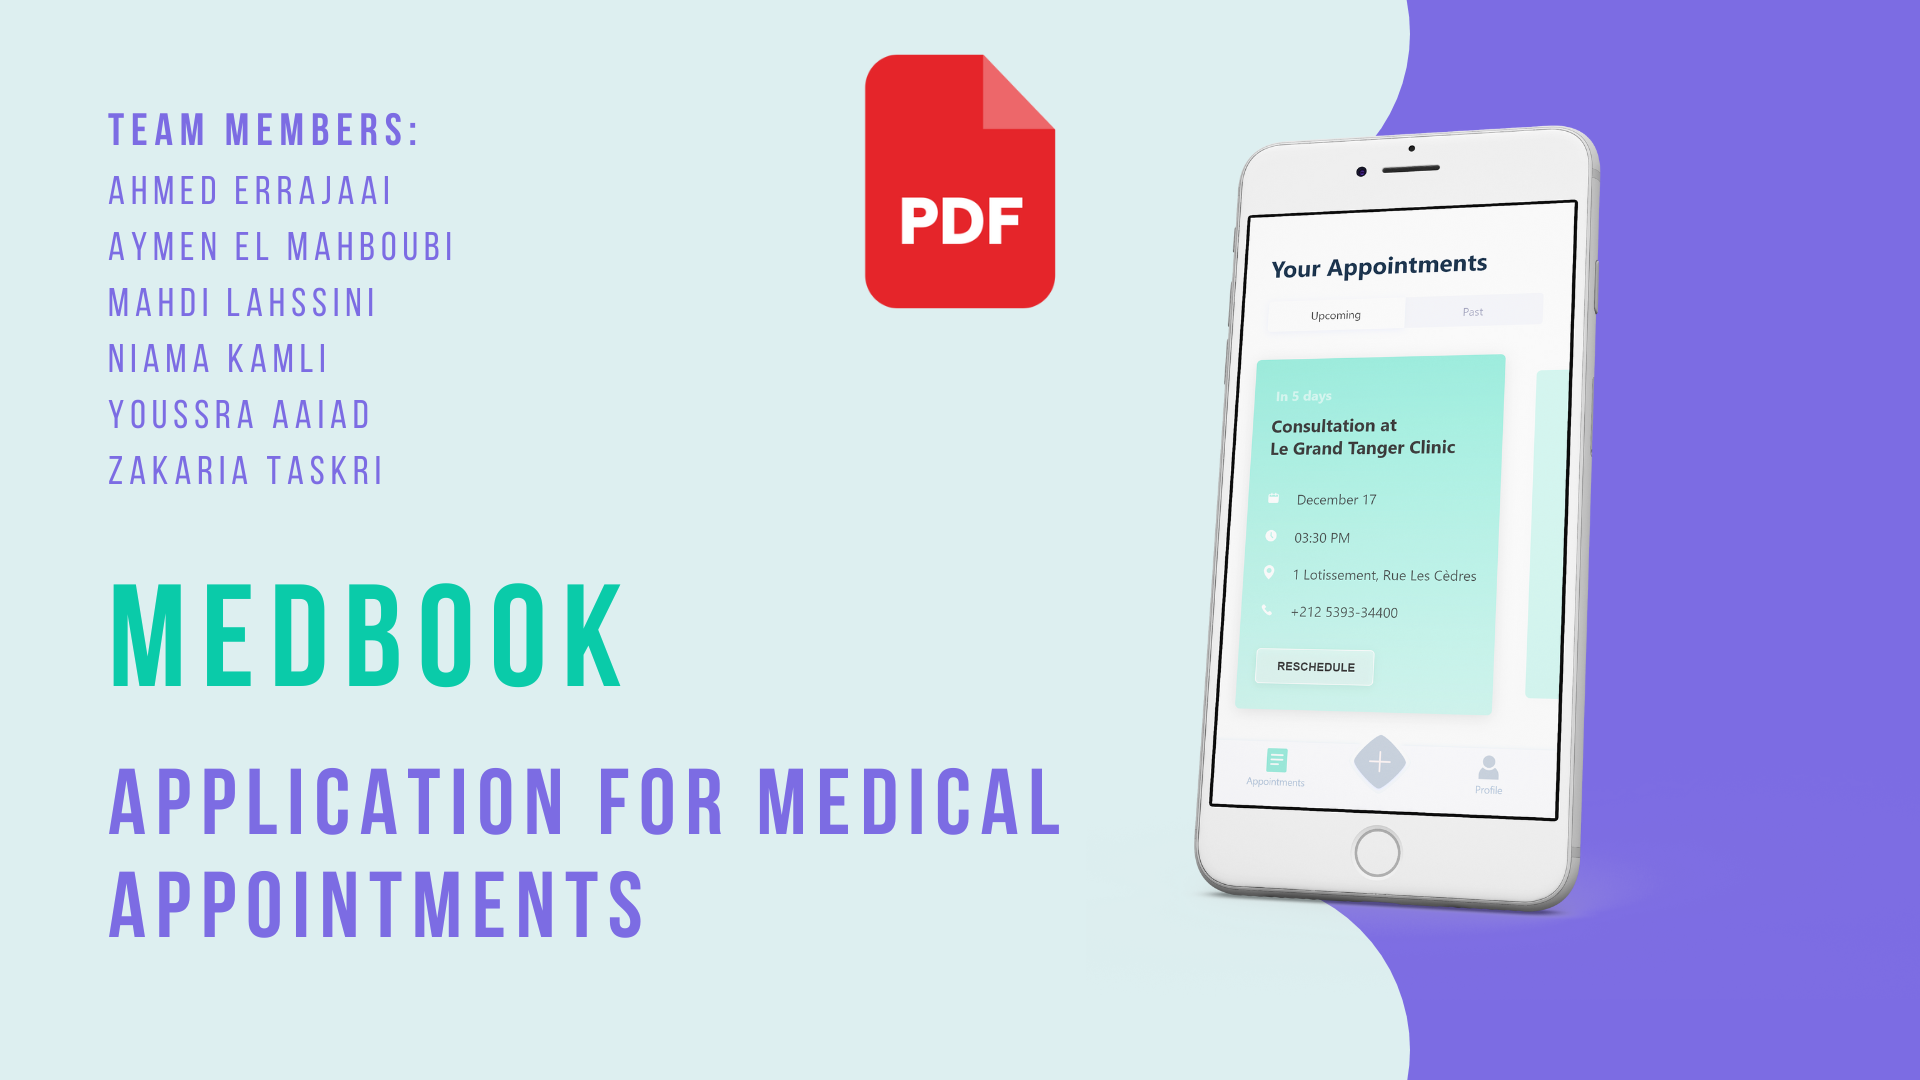 TEAM MEMBERS:
AHMED ERRAJAAI
AYMEN EL MAHBOUBI
MAHDI LAHSSINI
NIAMA KAMLI
YOUSSRA AAIAD
ZAKARIA TASKRI
MEDBOOK
APPLICATION FOR MEDICAL
APPOINTMENTS
PDF
Your Appointments
Upcoming
Past
In 5 days
Consultation at
Le Grand Tanger Clinic
December 17
03:30 PM
1 Lotissement, Rue Les Cèdres
+212 5393-34400
RESCHEDULE
Appointments
Profile